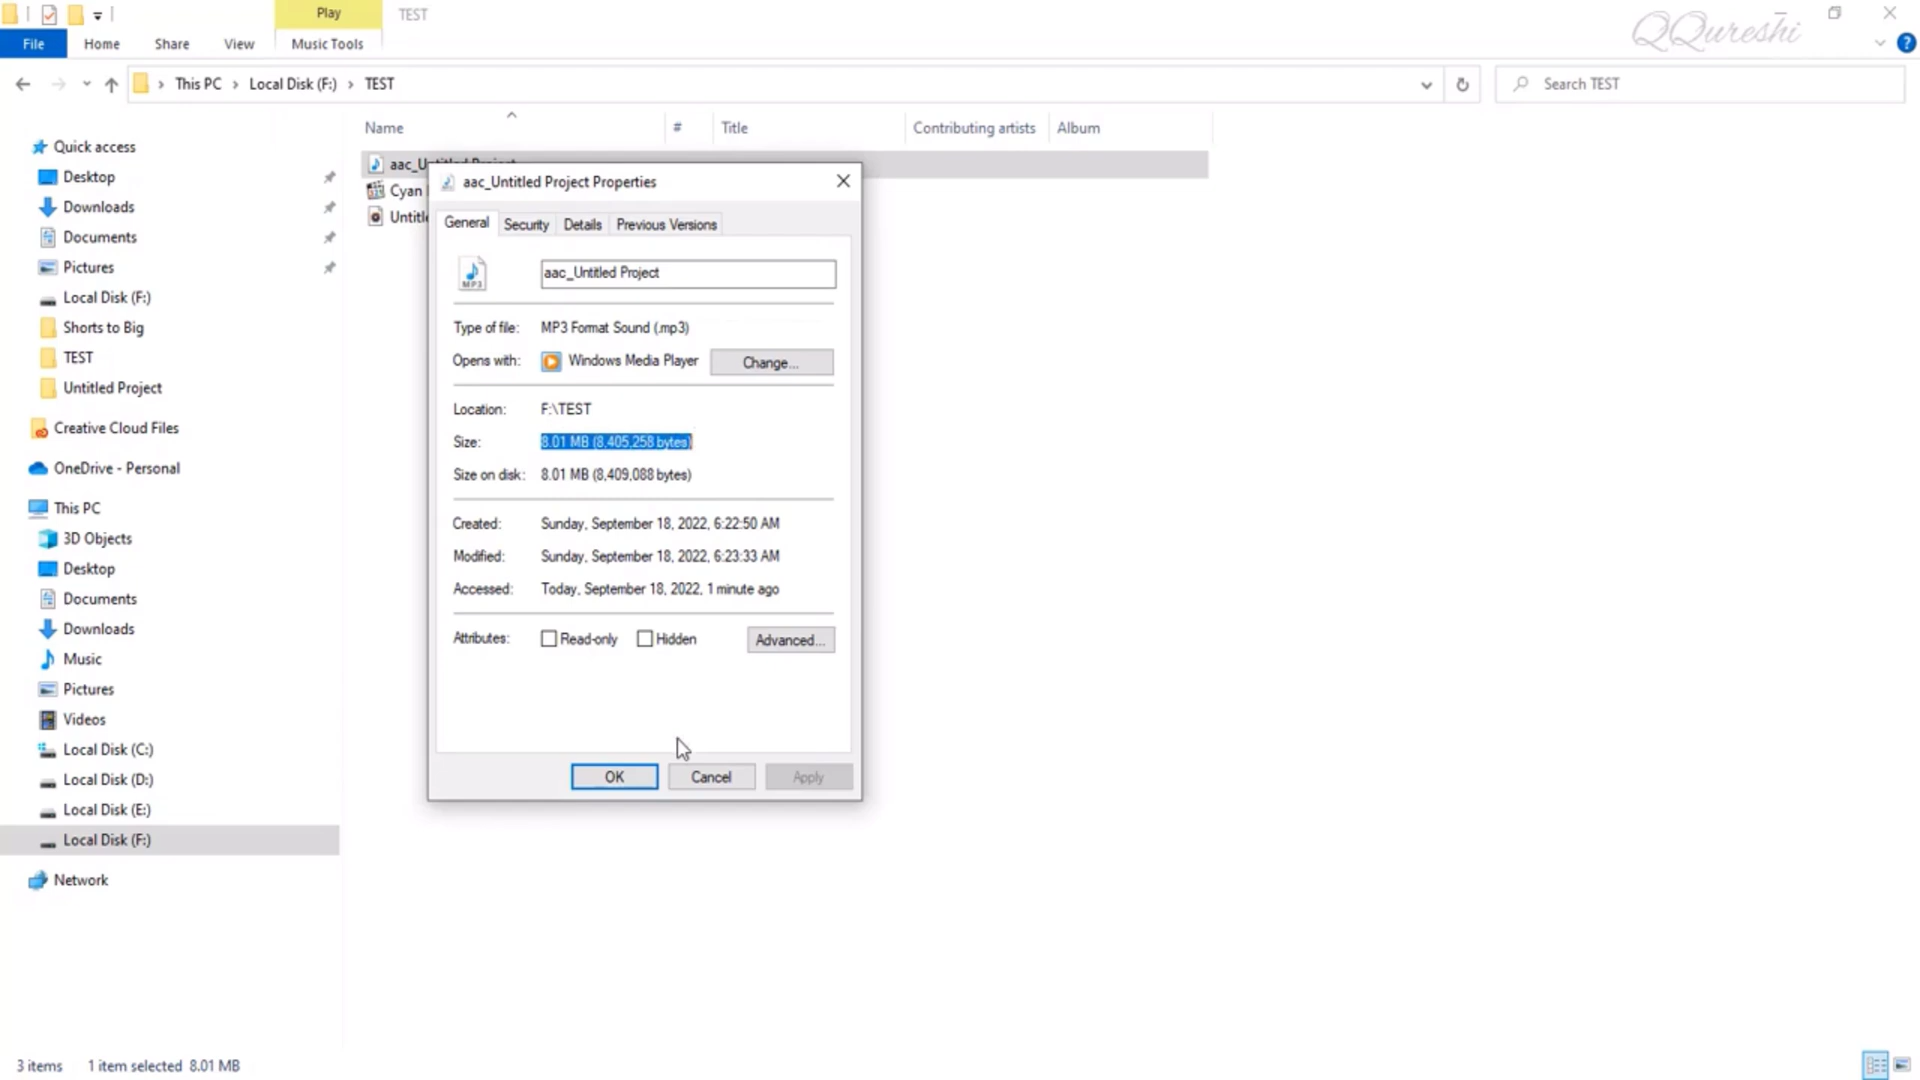 Play
TEST
QQureshi
File
Home
Share
View
Music Tools
This PC
Local Disk (F:)
TEST
Search TEST
Name
#
Title
Contributing artists
Album
Quick access
Desktop
Downloads
Documents
Pictures
Local Disk (F:)
Shorts to Big
TEST
Untitled Project
Creative Cloud Files
OneDrive - Personal
This PC
3D Objects
Desktop
Documents
Downloads
Music
Pictures
Videos
Local Disk (C:)
Local Disk (D:)
Local Disk (E:)
Local Disk (F:)
Network
aac_Untitled Project
Cyan
Untitle
aac_Untitled Project Properties
General
Security
Details
Previous Versions
MP3
aac_Untitled Project
Type of file: MP3 Format Sound (.mp3)
Opens with: Windows Media Player
Change...
Location: F:\TEST
Size: 8.01 MB (8,405,258 bytes)
Size on disk: 8.01 MB (8,409,088 bytes)
Created: Sunday, September 18, 2022, 6:22:50 AM
Modified: Sunday, September 18, 2022, 6:23:33 AM
Accessed: Today, September 18, 2022, 1 minute ago
Attributes: Read-only Hidden
Advanced...
OK
Cancel
Apply
3 items
1 item selected 8.01 MB